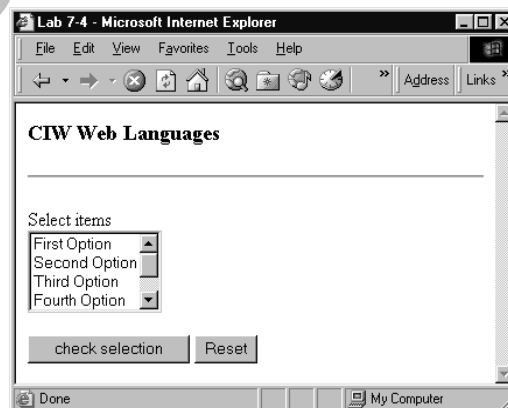 Lab 7-4 - Microsoft Internet Explorer
File Edit View Favorites Tools Help
» Address Links »
CIW Web Languages
Select items
First Option
Second Option
Third Option
Fourth Option
check selection Reset
Done My Computer